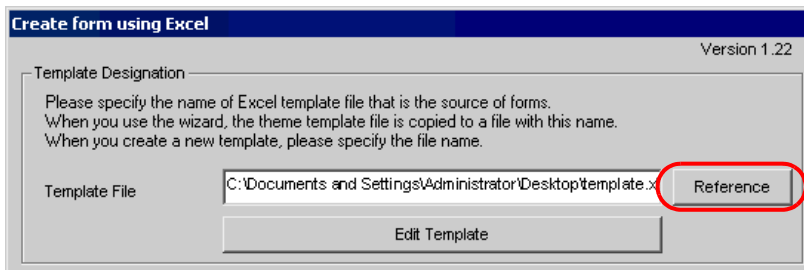 Create form using Excel
Version 1.22
Template Designation
Please specify the name of Excel template file that is the source of forms.
When you use the wizard, the theme template file is copied to a file with this name.
When you create a new template, please specify the file name.
Template File
C:\Documents and Settings\Administrator\Desktop\template.x
Reference
Edit Template